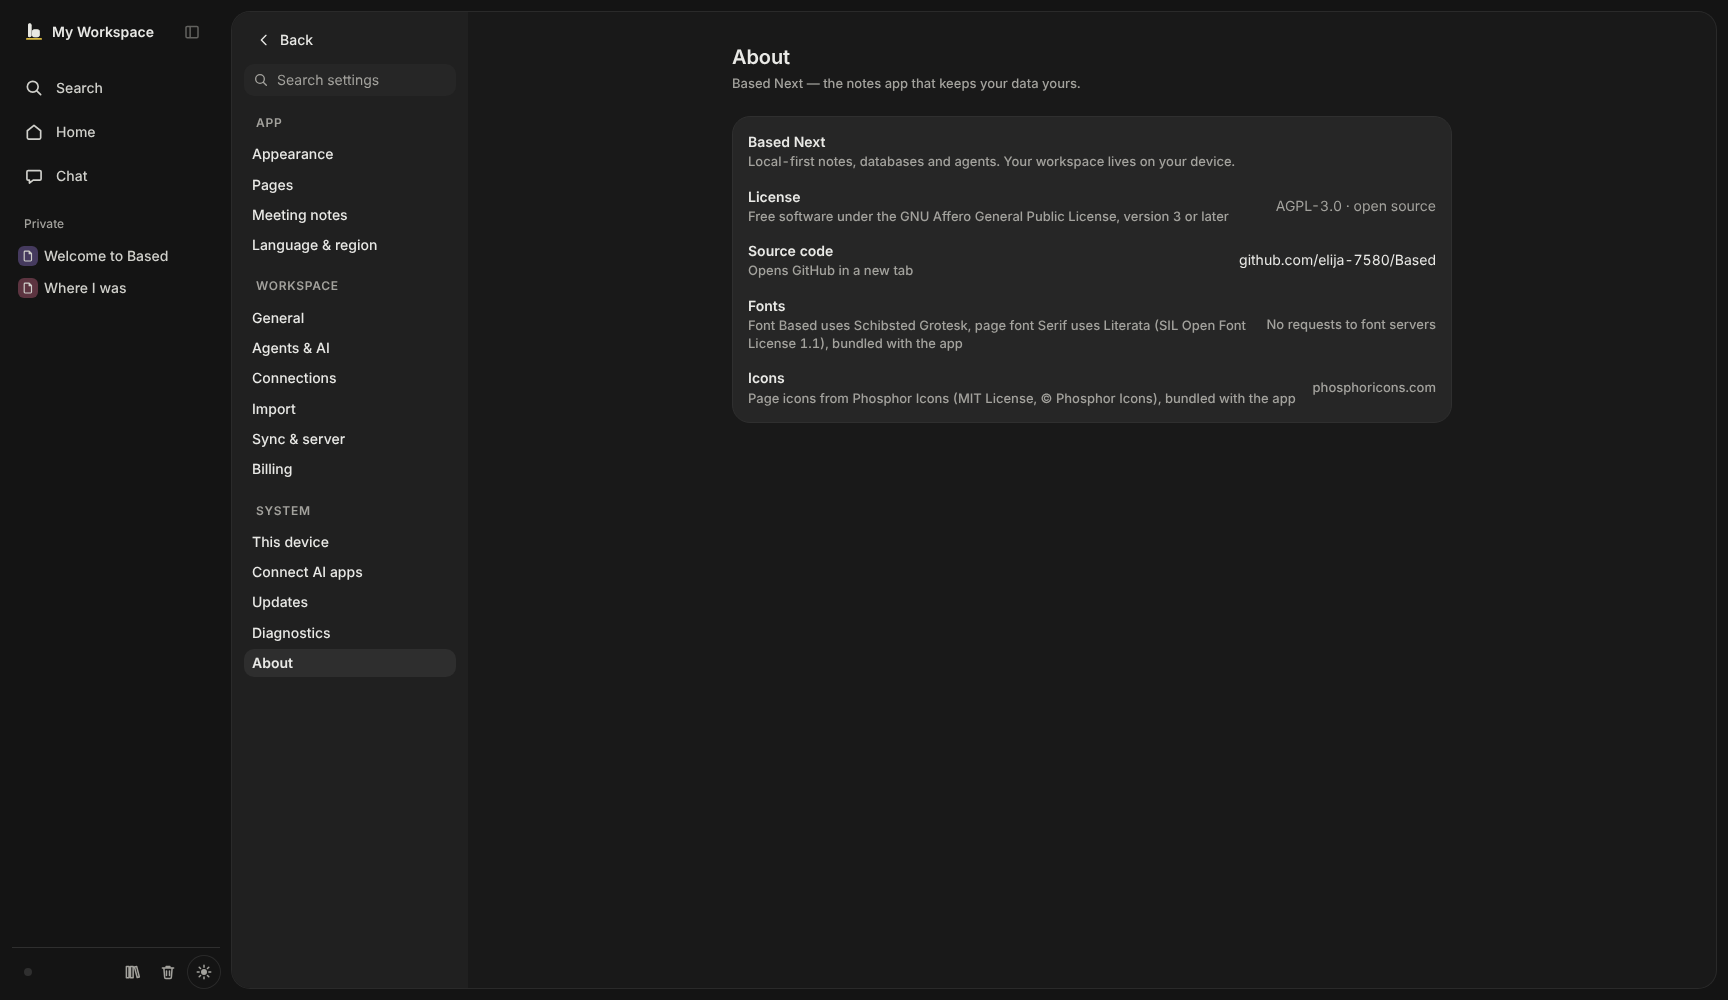 My Workspace
Search
Home
Chat
Private
Welcome to Based
Where I was
Back
Search settings
APP
Appearance
Pages
Meeting notes
Language & region
WORKSPACE
General
Agents & AI
Connections
Import
Sync & server
Billing
SYSTEM
This device
Connect AI apps
Updates
Diagnostics
About
About
Based Next — the notes app that keeps your data yours.
Based Next
Local-first notes, databases and agents. Your workspace lives on your device.
License
Free software under the GNU Affero General Public License, version 3 or later
AGPL-3.0 · open source
Source code
Opens GitHub in a new tab
github.com/elija-7580/Based
Fonts
Font Based uses Schibsted Grotesk, page font Serif uses Literata (SIL Open Font
License 1.1), bundled with the app
No requests to font servers
Icons
Page icons from Phosphor Icons (MIT License, © Phosphor Icons), bundled with the app
phosphoricons.com